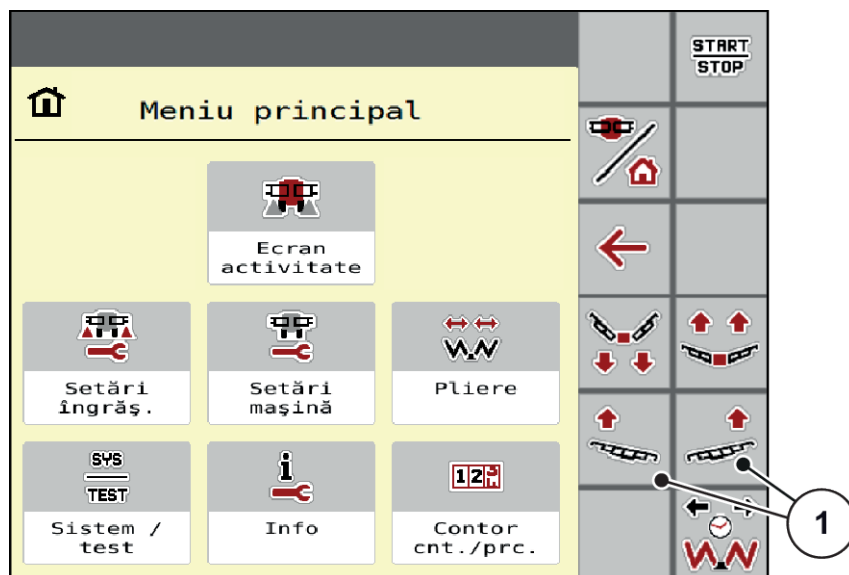 START
STOP
Meniu principal
Ecran
activitate
Setări
îngrăş.
Setări
maşină
Pliere
SYS
TEST
Sistem /
test
Info
Contor
cnt./prc.
1